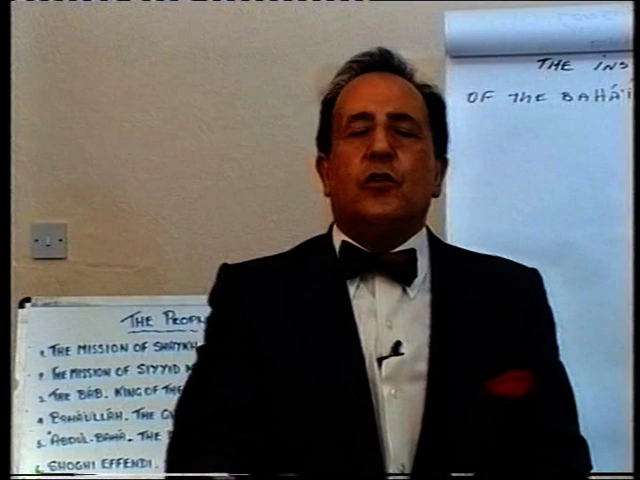 THE INS
OF THE BAHÁ'I
THE PROPH
1. THE MISSION OF SHAYKH
2. THE MISSION OF SIYYID K
3. THE BÁB. KING OF THE
4 BAHÁ'U'LLÁH. THE GL
5. 'ABDU'L-BAHÁ. THE
6. SHOGHI EFFENDI.